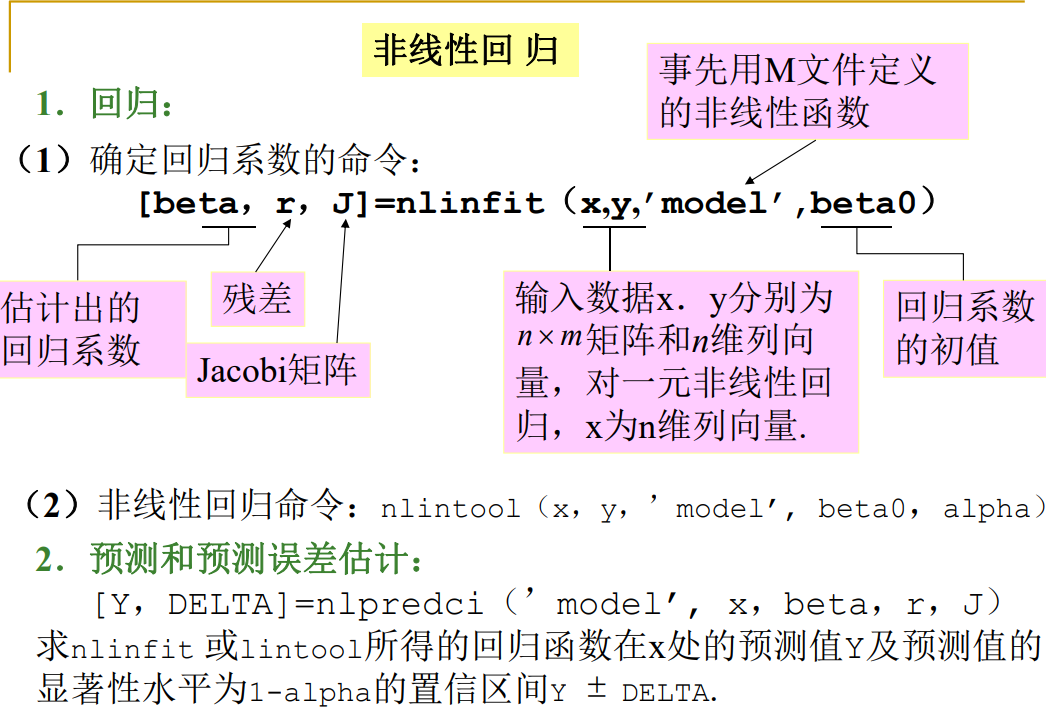 非线性回 归
事先用M文件定义
的非线性函数
1．回归：
（1）确定回归系数的命令：
[beta，r，J]=nlinfit（x,y,’model’,beta0）
估计出的
回归系数
残差
Jacobi矩阵
输入数据x．y分别为
n×m矩阵和n维列向
量，对一元非线性回
归，x为n维列向量.
回归系数
的初值
（2）非线性回归命令：nlintool（x，y，’model’, beta0，alpha）
2．预测和预测误差估计：
[Y，DELTA]=nlpredci（’model’, x，beta，r，J）
求nlinfit 或lintool所得的回归函数在x处的预测值Y及预测值的
显著性水平为1-alpha的置信区间Y ± DELTA.